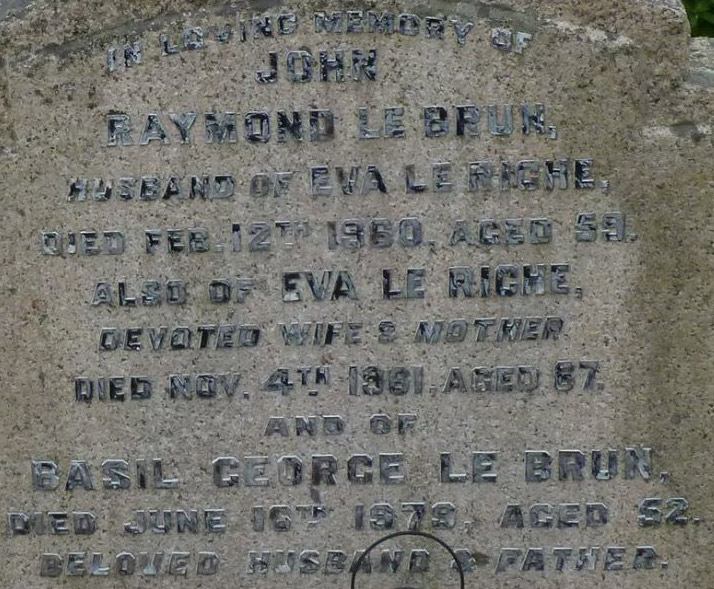 IN LOVING MEMORY OF
JOHN
RAYMOND LE BRUN,
HUSBAND OF EVA LE RICHE,
DIED FEB. 12TH 1960, AGED 59.
ALSO OF EVA LE RICHE,
DEVOTED WIFE & MOTHER
DIED NOV. 4TH 1961, AGED 67.
AND OF
BASIL GEORGE LE BRUN,
DIED JUNE 16TH 1979, AGED 52.
BELOVED HUSBAND & FATHER.